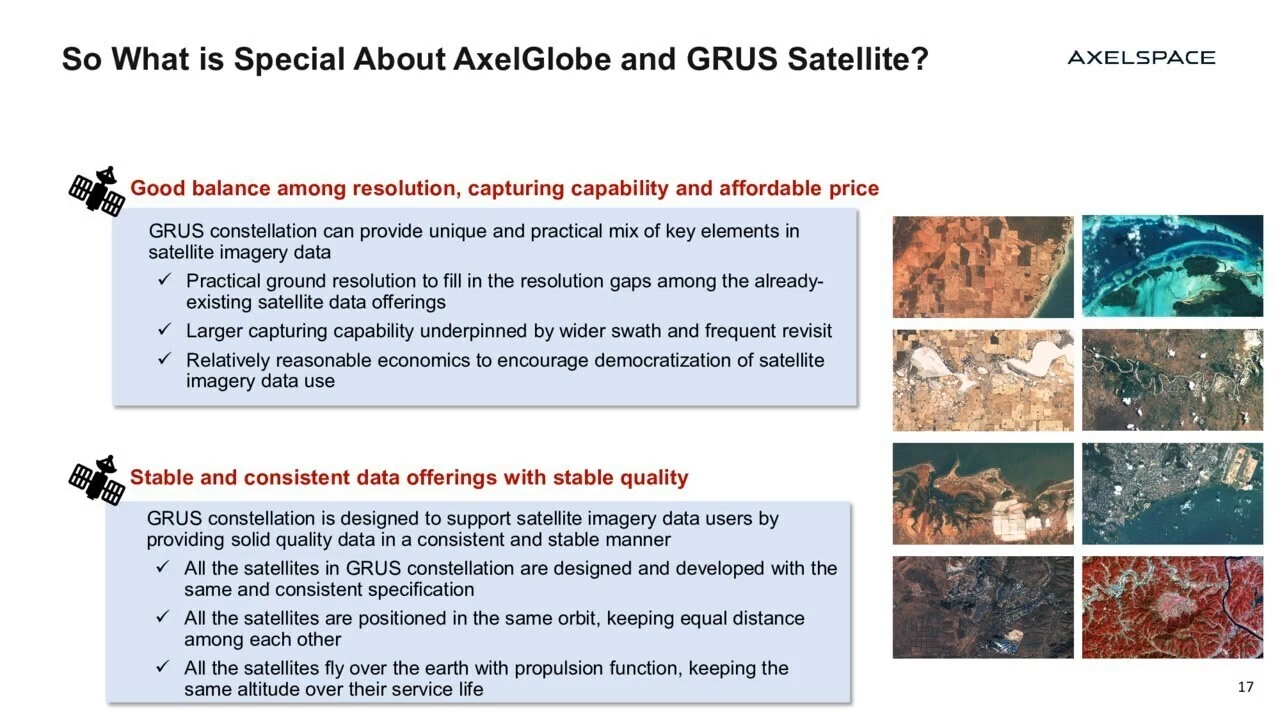 So What is Special About AxelGlobe and GRUS Satellite?
AXELSPACE
Good balance among resolution, capturing capability and affordable price
GRUS constellation can provide unique and practical mix of key elements in
satellite imagery data
✓ Practical ground resolution to fill in the resolution gaps among the already-
existing satellite data offerings
✓ Larger capturing capability underpinned by wider swath and frequent revisit
✓ Relatively reasonable economics to encourage democratization of satellite
imagery data use
Stable and consistent data offerings with stable quality
GRUS constellation is designed to support satellite imagery data users by
providing solid quality data in a consistent and stable manner
✓ All the satellites in GRUS constellation are designed and developed with the
same and consistent specification
✓ All the satellites are positioned in the same orbit, keeping equal distance
among each other
✓ All the satellites fly over the earth with propulsion function, keeping the
same altitude over their service life
17